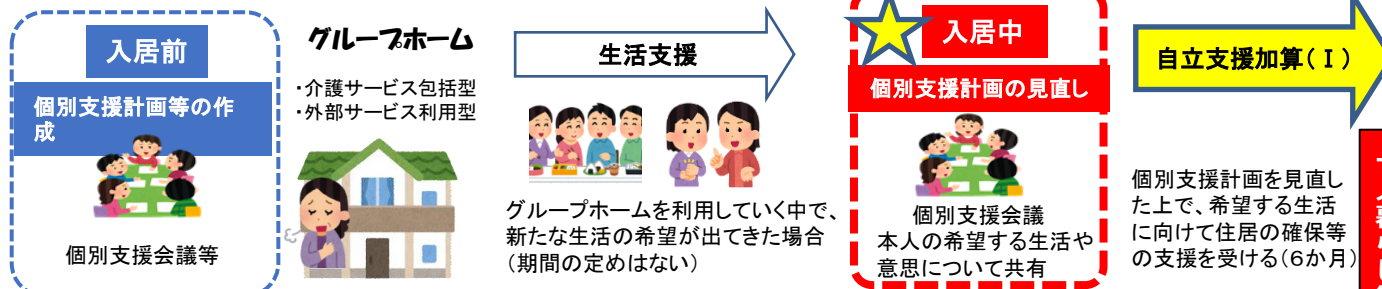 入居前
個別支援計画等の作
成
個別支援会議等
グループホーム
・介護サービス包括型
・外部サービス利用型
生活支援
グループホームを利用していく中で、
新たな生活の希望が出てきた場合
（期間の定めはない）
入居中
個別支援計画の見直し
個別支援会議
本人の希望する生活や
意思について共有
自立支援加算（Ⅰ）
個別支援計画を見直し
た上で、希望する生活
に向けて住居の確保等
の支援を受ける（６か月）